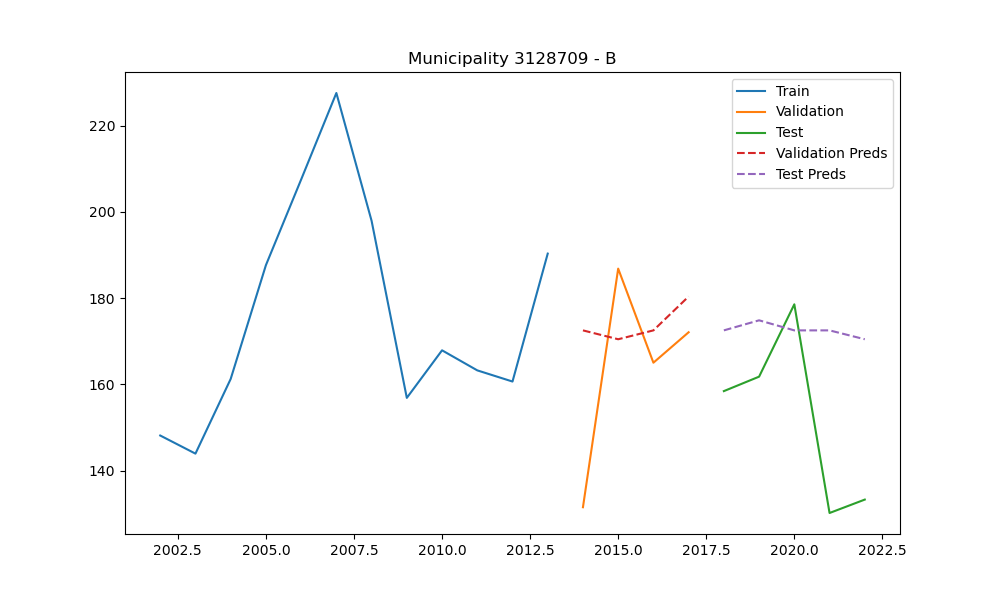 Municipality 3128709 - B
Train
Validation
Test
Validation Preds
Test Preds
220
200
180
160
140
2002.5 2005.0 2007.5 2010.0 2012.5 2015.0 2017.5 2020.0 2022.5